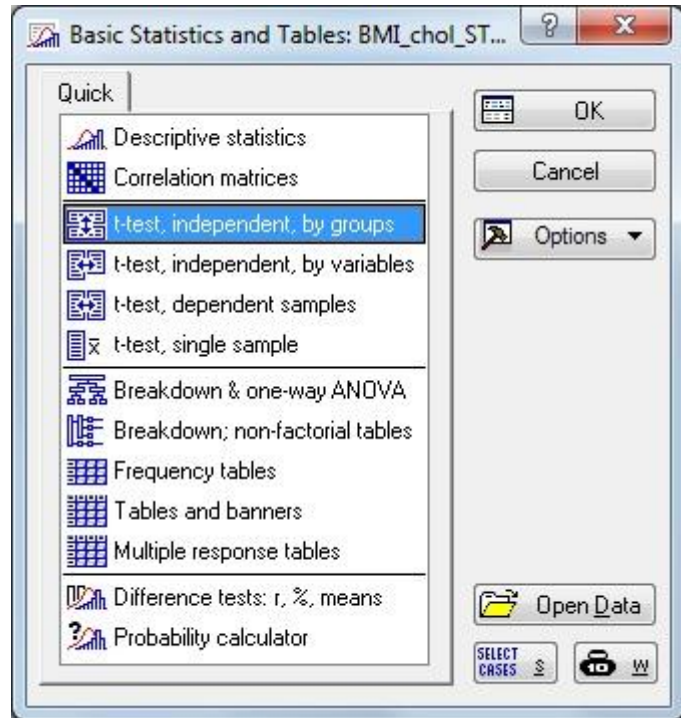 Basic Statistics and Tables: BMI_chol_ST...
?
Quick
Descriptive statistics
Correlation matrices
t-test, independent, by groups
t-test, independent, by variables
t-test, dependent samples
t-test, single sample
Breakdown & one-way ANOVA
Breakdown; non-factorial tables
Frequency tables
Tables and banners
Multiple response tables
Difference tests: r, %, means
Probability calculator
OK
Cancel
Options
Open Data
SELECT
CASES S
W